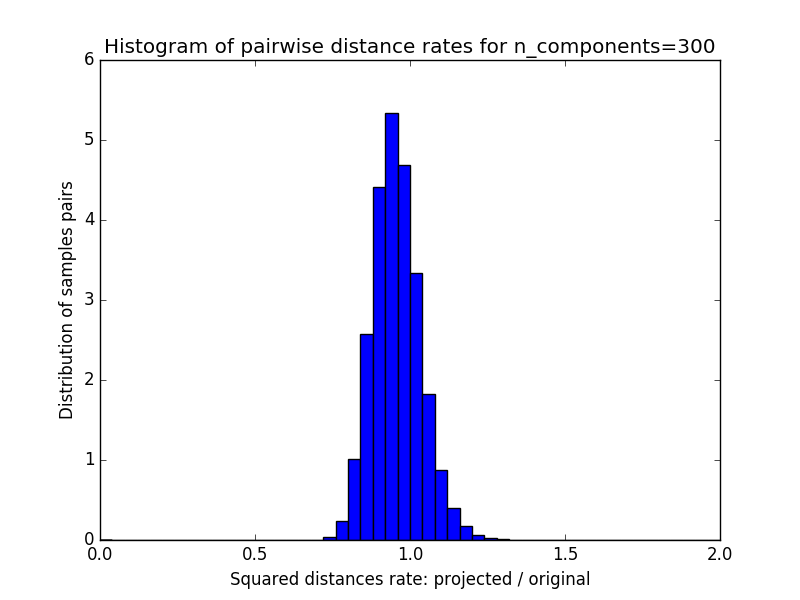 Histogram of pairwise distance rates for n_components=300
6
5
4
3
2
1
0
Distribution of samples pairs
0.0 0.5 1.0 1.5 2.0
Squared distances rate: projected / original